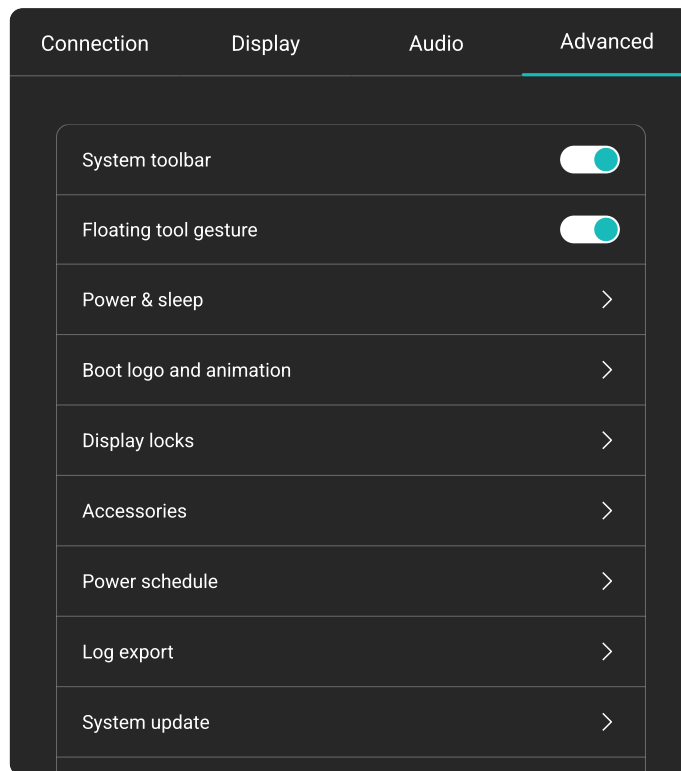 Connection
Display
Audio
Advanced
System toolbar
Floating tool gesture
Power & sleep
Boot logo and animation
Display locks
Accessories
Power schedule
Log export
System update